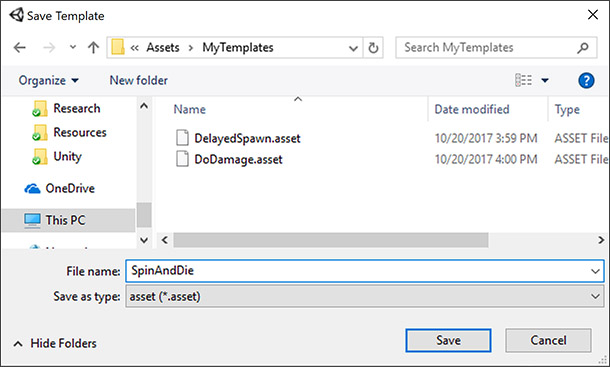 Save Template
« Assets › MyTemplates
Search MyTemplates
Organize New folder
Name Date modified Type
Research
Resources
Unity
OneDrive
This PC
DelayedSpawn.asset 10/20/2017 3:59 PM ASSET File
DoDamage.asset 10/20/2017 4:00 PM ASSET File
File name: SpinAndDie
Save as type: asset (*.asset)
Hide Folders Save Cancel